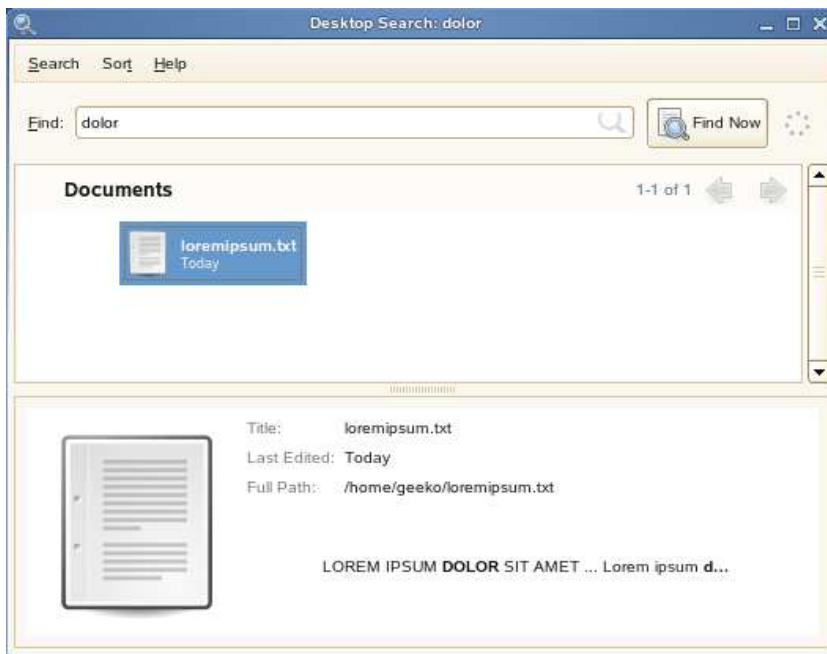 Desktop Search: dolor
Search Sort Help
Find: dolor Find Now
Documents 1-1 of 1
loremipsum.txt
Today
Title: loremipsum.txt
Last Edited: Today
Full Path: /home/geeko/loremipsum.txt
LOREM IPSUM DOLOR SIT AMET ... Lorem ipsum d...